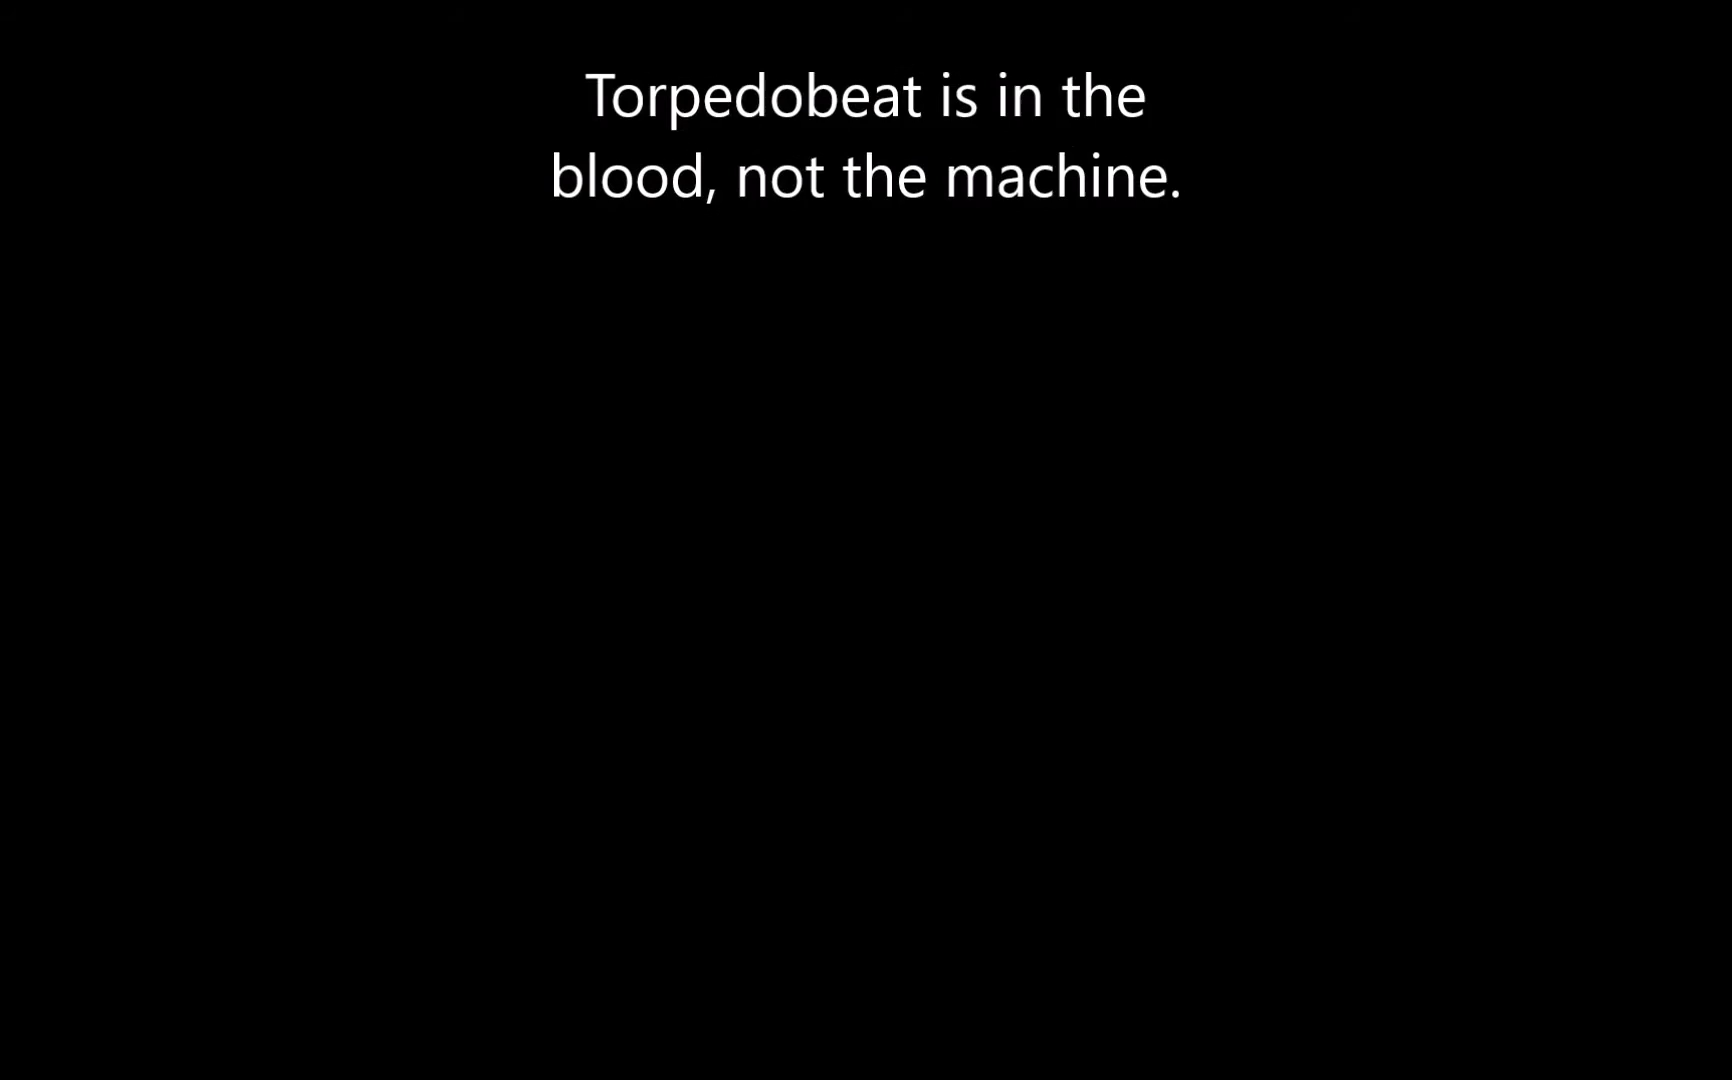 Torpedobeat is in the
blood, not the machine.